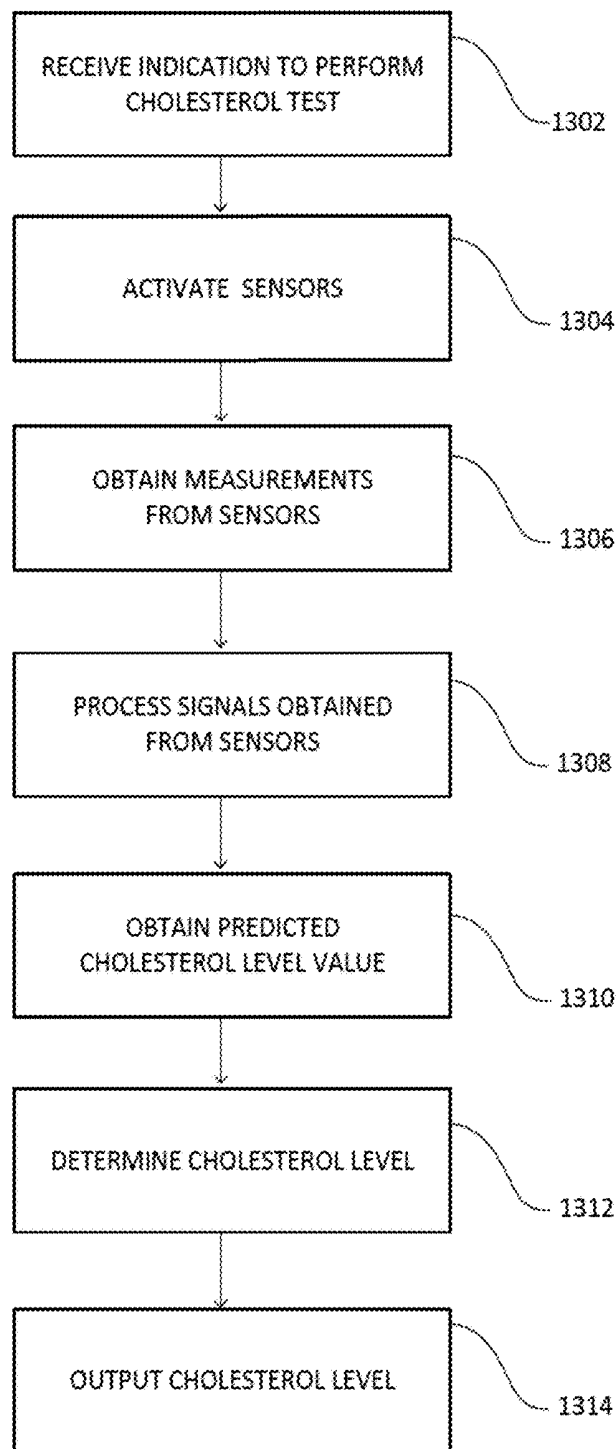 RECEIVE INDICATION TO PERFORM
CHOLESTEROL TEST
1302
ACTIVATE SENSORS
1304
OBTAIN MEASUREMENTS
FROM SENSORS
1306
PROCESS SIGNALS OBTAINED
FROM SENSORS
1308
OBTAIN PREDICTED
CHOLESTEROL LEVEL VALUE
1310
DETERMINE CHOLESTEROL LEVEL
1312
OUTPUT CHOLESTEROL LEVEL
1314